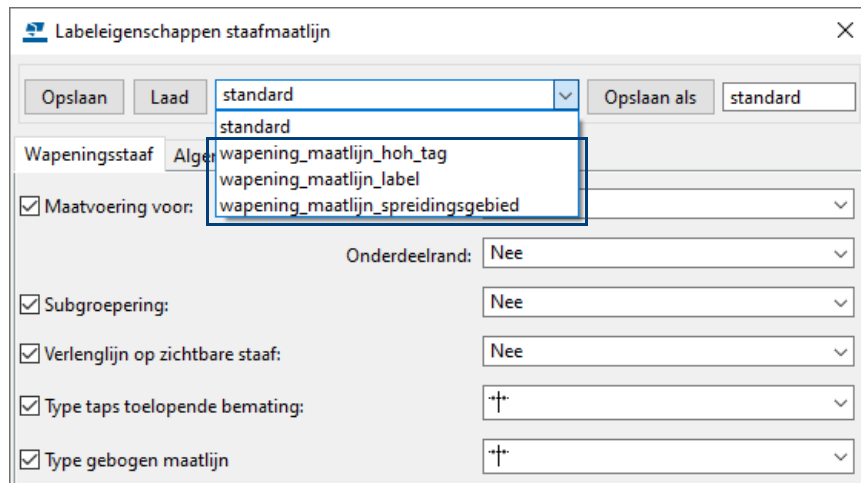 Labeleigenschappen staafmaatlijn
Opslaan Laad standard Opslaan als standard
standard
Wapeningsstaaf Alger wapening_maatlijn_hoh_tag
wapening_maatlijn_label
Maatvoering voor: wapening_maatlijn_spreidingsgebied
Onderdeelrand: Nee
Subgroepering: Nee
Verlenglijn op zichtbare staaf: Nee
Type taps toelopende bemating:
Type gebogen maatlijn